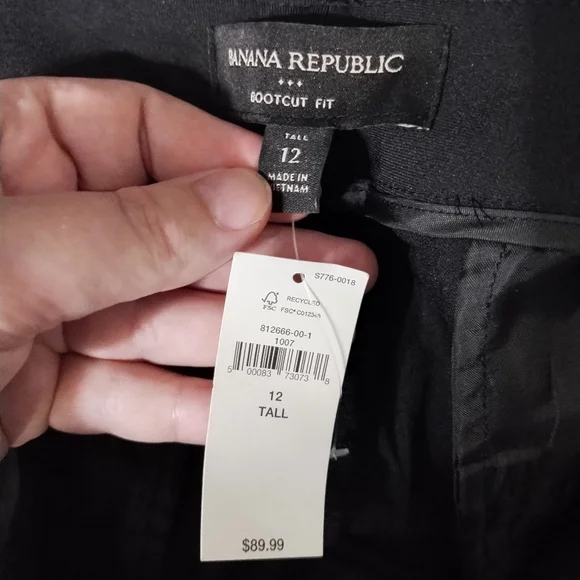 BANANA REPUBLIC
BOOTCUT FIT
TALL
12
MADE IN
VIETNAM
S776-0018
RECYCLED
FSC
812666-00-1
1007
5 00083 73073 8
12
TALL
$89.99